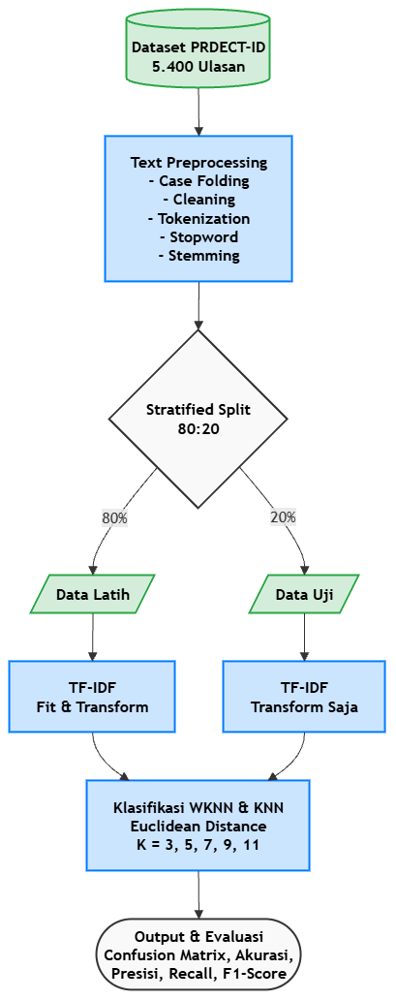 Dataset PRDECT-ID
5.400 Ulasan
Text Preprocessing
- Case Folding
- Cleaning
- Tokenization
- Stopword
- Stemming
Stratified Split
80:20
80%
20%
Data Latih
Data Uji
TF-IDF
Fit & Transform
TF-IDF
Transform Saja
Klasifikasi WKNN & KNN
Euclidean Distance
K = 3, 5, 7, 9, 11
Output & Evaluasi
Confusion Matrix, Akurasi,
Presisi, Recall, F1-Score